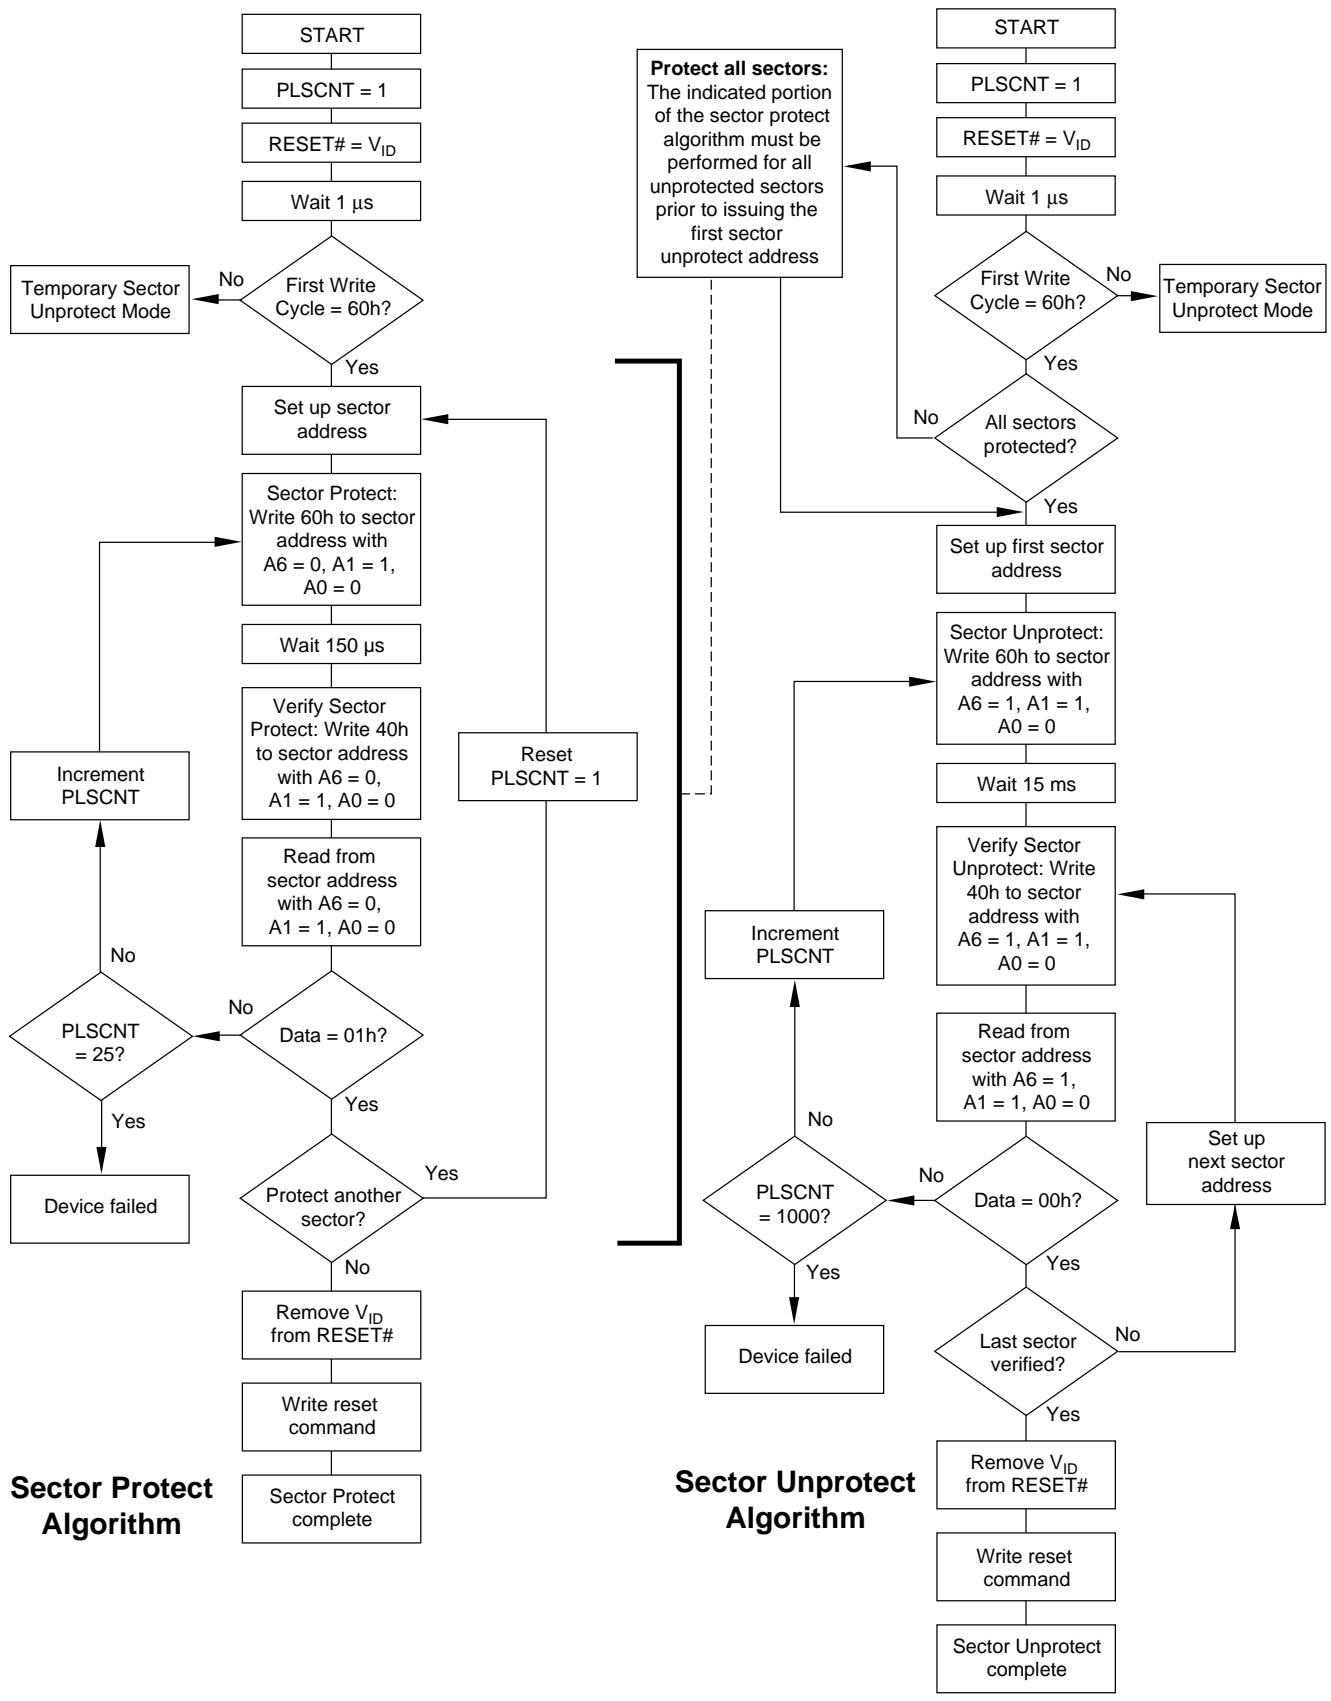 START
PLSCNT = 1
RESET# = VID
Wait 1 μs
First Write
Cycle = 60h?
No
Temporary Sector
Unprotect Mode
Yes
Set up sector
address
Sector Protect:
Write 60h to sector
address with
A6 = 0, A1 = 1,
A0 = 0
Wait 150 µs
Verify Sector
Protect: Write 40h
to sector address
with A6 = 0,
A1 = 1, A0 = 0
Reset
PLSCNT = 1
Increment
PLSCNT
Read from
sector address
with A6 = 0,
A1 = 1, A0 = 0
No
No
PLSCNT
= 25?
Data = 01h?
Yes
Yes
Device failed
Protect another
sector?
Yes
No
Remove VID
from RESET#
Write reset
command
Sector Protect
complete
Sector Protect
Algorithm
Protect all sectors:
The indicated portion
of the sector protect
algorithm must be
performed for all
unprotected sectors
prior to issuing the
first sector
unprotect address
START
PLSCNT = 1
RESET# = VID
Wait 1 μs
First Write
Cycle = 60h?
No
Temporary Sector
Unprotect Mode
Yes
No
All sectors
protected?
Yes
Set up first sector
address
Sector Unprotect:
Write 60h to sector
address with
A6 = 1, A1 = 1,
A0 = 0
Wait 15 ms
Verify Sector
Unprotect: Write
40h to sector
address with
A6 = 1, A1 = 1,
A0 = 0
Increment
PLSCNT
Read from
sector address
with A6 = 1,
A1 = 1, A0 = 0
No
No
PLSCNT
= 1000?
Data = 00h?
Set up
next sector
address
Yes
Yes
Device failed
Last sector
verified?
No
Yes
Remove VID
from RESET#
Write reset
command
Sector Unprotect
complete
Sector Unprotect
Algorithm